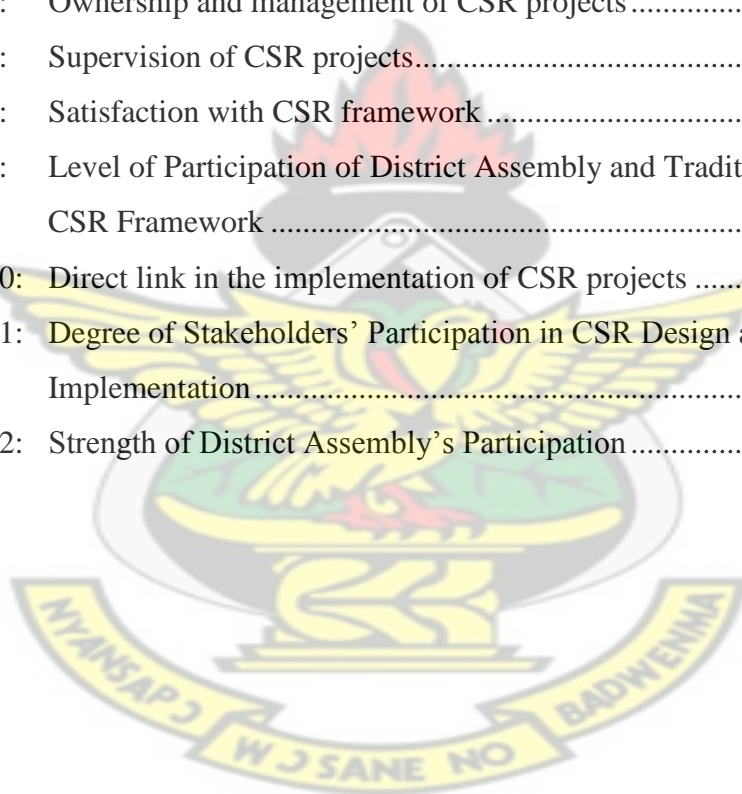 : Ownership and management of CSR projects ................
: Supervision of CSR projects..............................................
: Satisfaction with CSR framework ....................................
: Level of Participation of District Assembly and Tradit
CSR Framework ................................................................
0: Direct link in the implementation of CSR projects ......
1: Degree of Stakeholders’ Participation in CSR Design a
Implementation ..................................................................
2: Strength of District Assembly’s Participation ...............
NYANSAPƆ WƆSANE NO BADWENMA